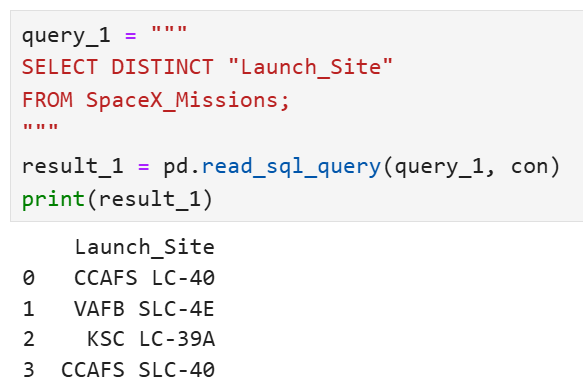 query_1 = """
SELECT DISTINCT "Launch_Site"
FROM SpaceX_Missions;
"""
result_1 = pd.read_sql_query(query_1, con)
print(result_1)
    Launch_Site
0   CCAFS LC-40
1   VAFB SLC-4E
2    KSC LC-39A
3  CCAFS SLC-40